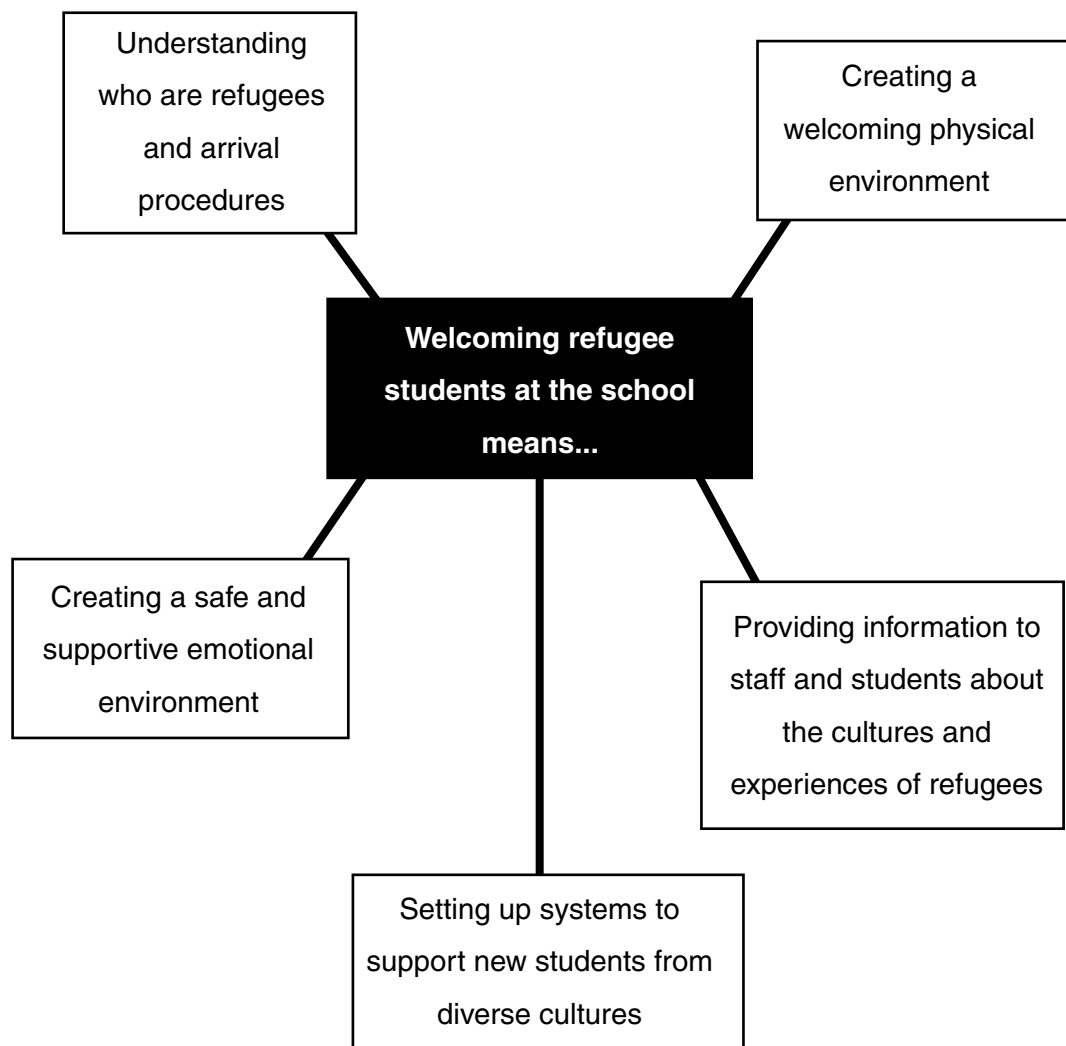 Understanding
who are refugees
and arrival
procedures
Creating a
welcoming physical
environment
Welcoming refugee
students at the school
means...
Creating a safe and
supportive emotional
environment
Providing information to
staff and students about
the cultures and
experiences of refugees
Setting up systems to
support new students from
diverse cultures